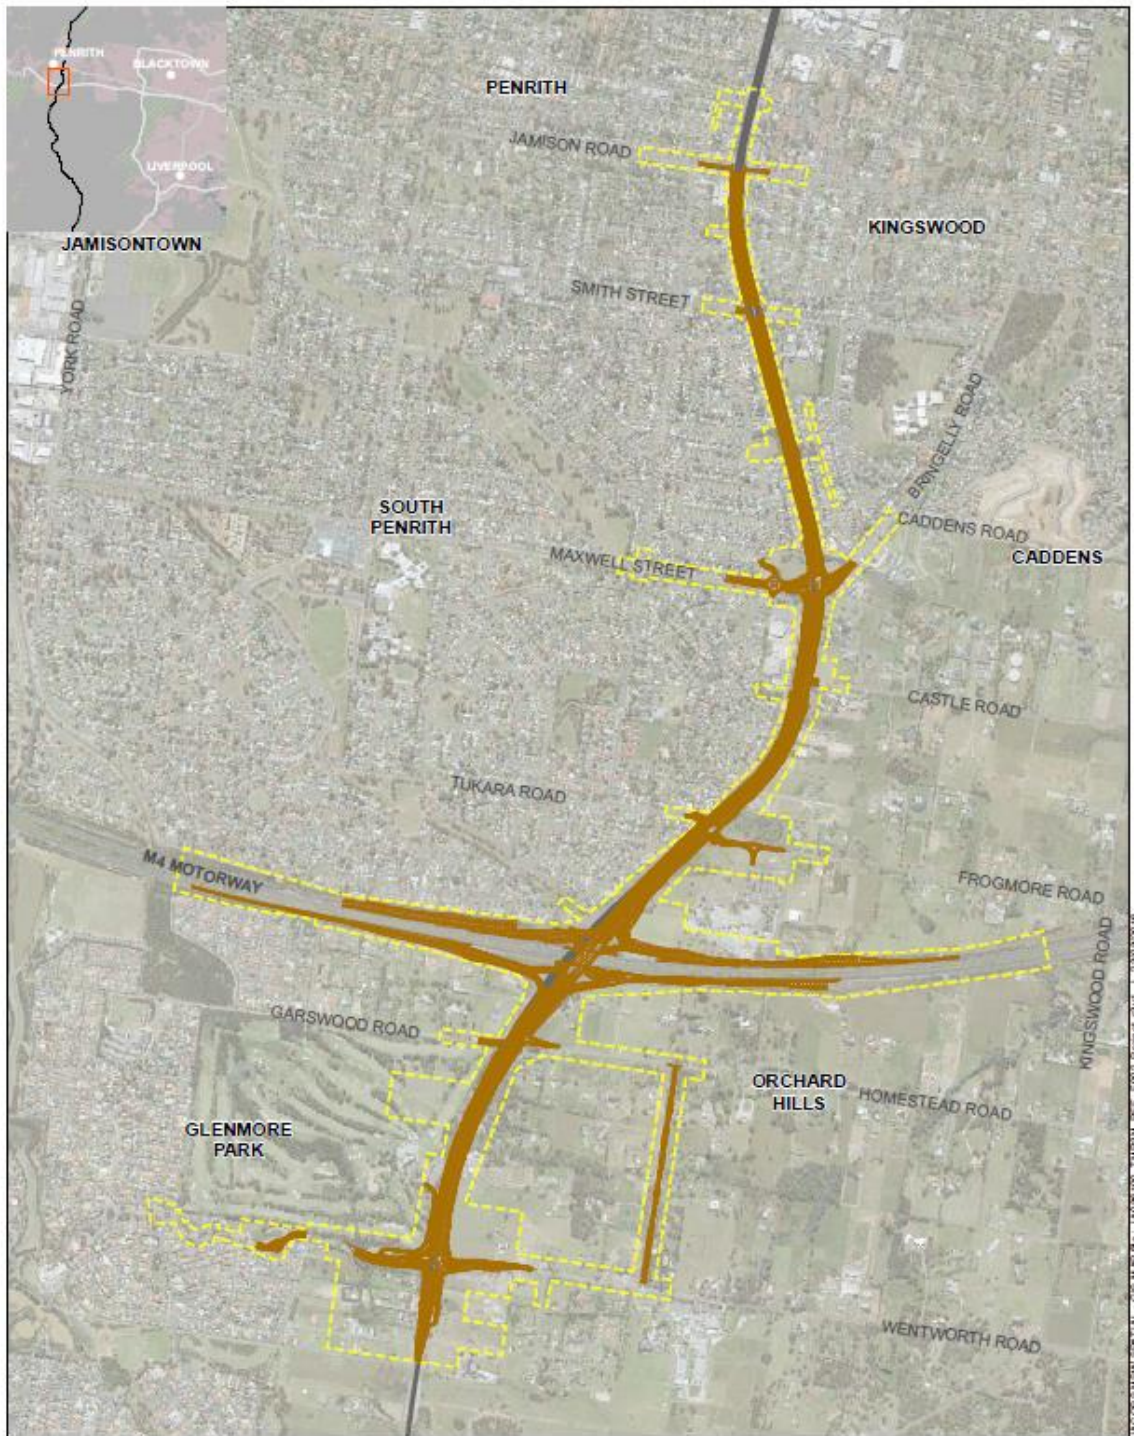 PENRITH
BLACKTOWN
LIVERPOOL
PENRITH
JAMISON ROAD
KINGSWOOD
JAMISONTOWN
SMITH STREET
YORK ROAD
BRINGELLY ROAD
SOUTH
PENRITH
CADDENS ROAD
CADDENS
MAXWELL STREET
CASTLE ROAD
TUKARA ROAD
M4 MOTORWAY
FROGMORE ROAD
KINGSWOOD ROAD
GARSWOOD ROAD
ORCHARD
HILLS
HOMESTEAD ROAD
GLENMORE
PARK
WENTWORTH ROAD